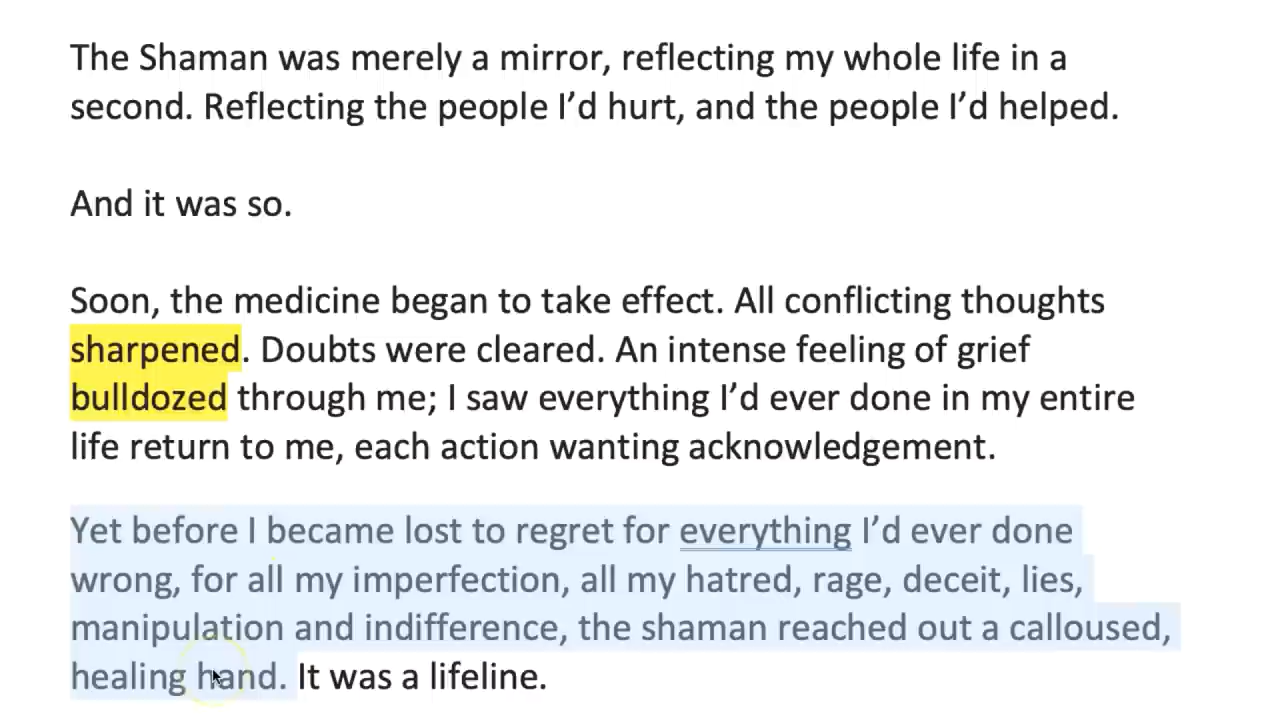 The Shaman was merely a mirror, reflecting my whole life in a
second. Reflecting the people I’d hurt, and the people I’d helped.
And it was so.
Soon, the medicine began to take effect. All conflicting thoughts
sharpened. Doubts were cleared. An intense feeling of grief
bulldozed through me; I saw everything I’d ever done in my entire
life return to me, each action wanting acknowledgement.
Yet before I became lost to regret for everything I’d ever done
wrong, for all my imperfection, all my hatred, rage, deceit, lies,
manipulation and indifference, the shaman reached out a calloused,
healing hand. It was a lifeline.